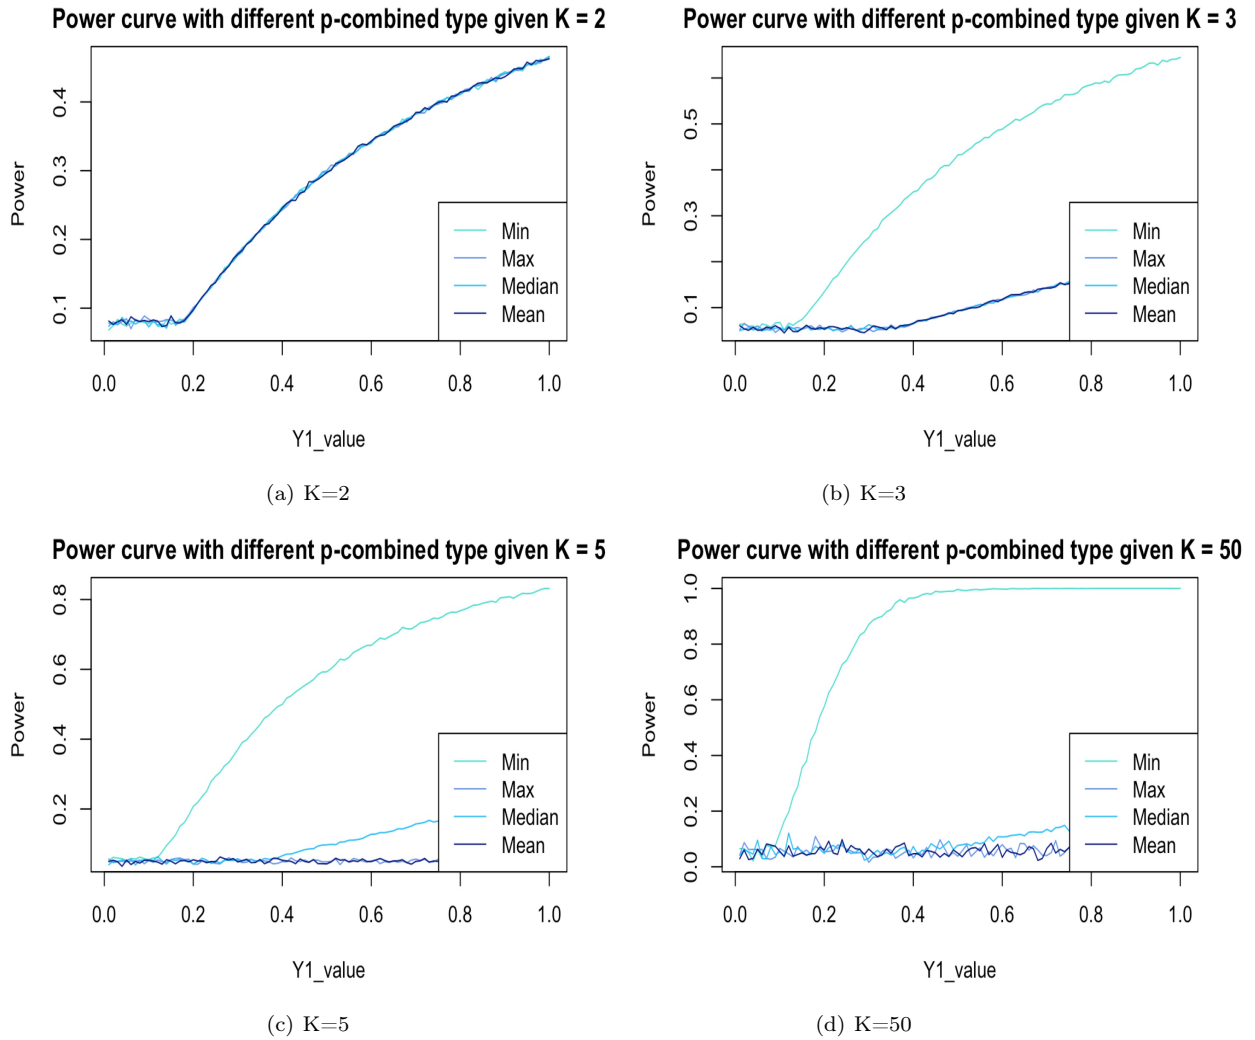 Power curve with different p-combined type given K = 2
Power
0.1
0.2
0.3
0.4
Min
Max
Median
Mean
0.0 0.2 0.4 0.6 0.8 1.0
Y1_value
(a) K=2
Power curve with different p-combined type given K = 3
Power
0.1
0.3
0.5
Min
Max
Median
Mean
0.0 0.2 0.4 0.6 0.8 1.0
Y1_value
(b) K=3
Power curve with different p-combined type given K = 5
Power
0.2
0.4
0.6
0.8
Min
Max
Median
Mean
0.0 0.2 0.4 0.6 0.8 1.0
Y1_value
(c) K=5
Power curve with different p-combined type given K = 50
Power
0.0
0.2
0.4
0.6
0.8
1.0
Min
Max
Median
Mean
0.0 0.2 0.4 0.6 0.8 1.0
Y1_value
(d) K=50